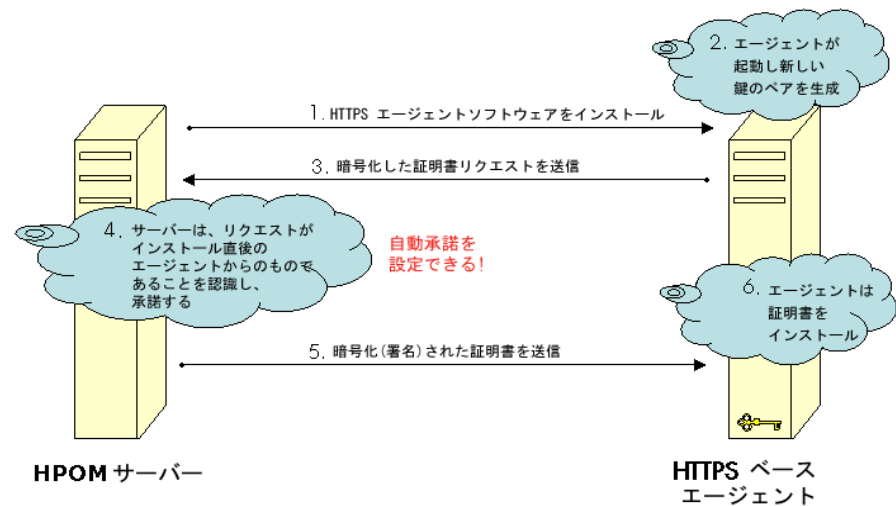 2. エージェントが
起動し新しい
鍵のペアを生成
1. HTTPS エージェントソフトウェアをインストール
3. 暗号化した証明書リクエストを送信
4. サーバーは、リクエストが
インストール直後の
エージェントからのもので
あることを認識し、
承諾する
自動承諾を
設定できる!
6. エージェントは
証明書を
インストール
5. 暗号化(署名)された証明書を送信
HPOM サーバー
HTTPS ベース
エージェント